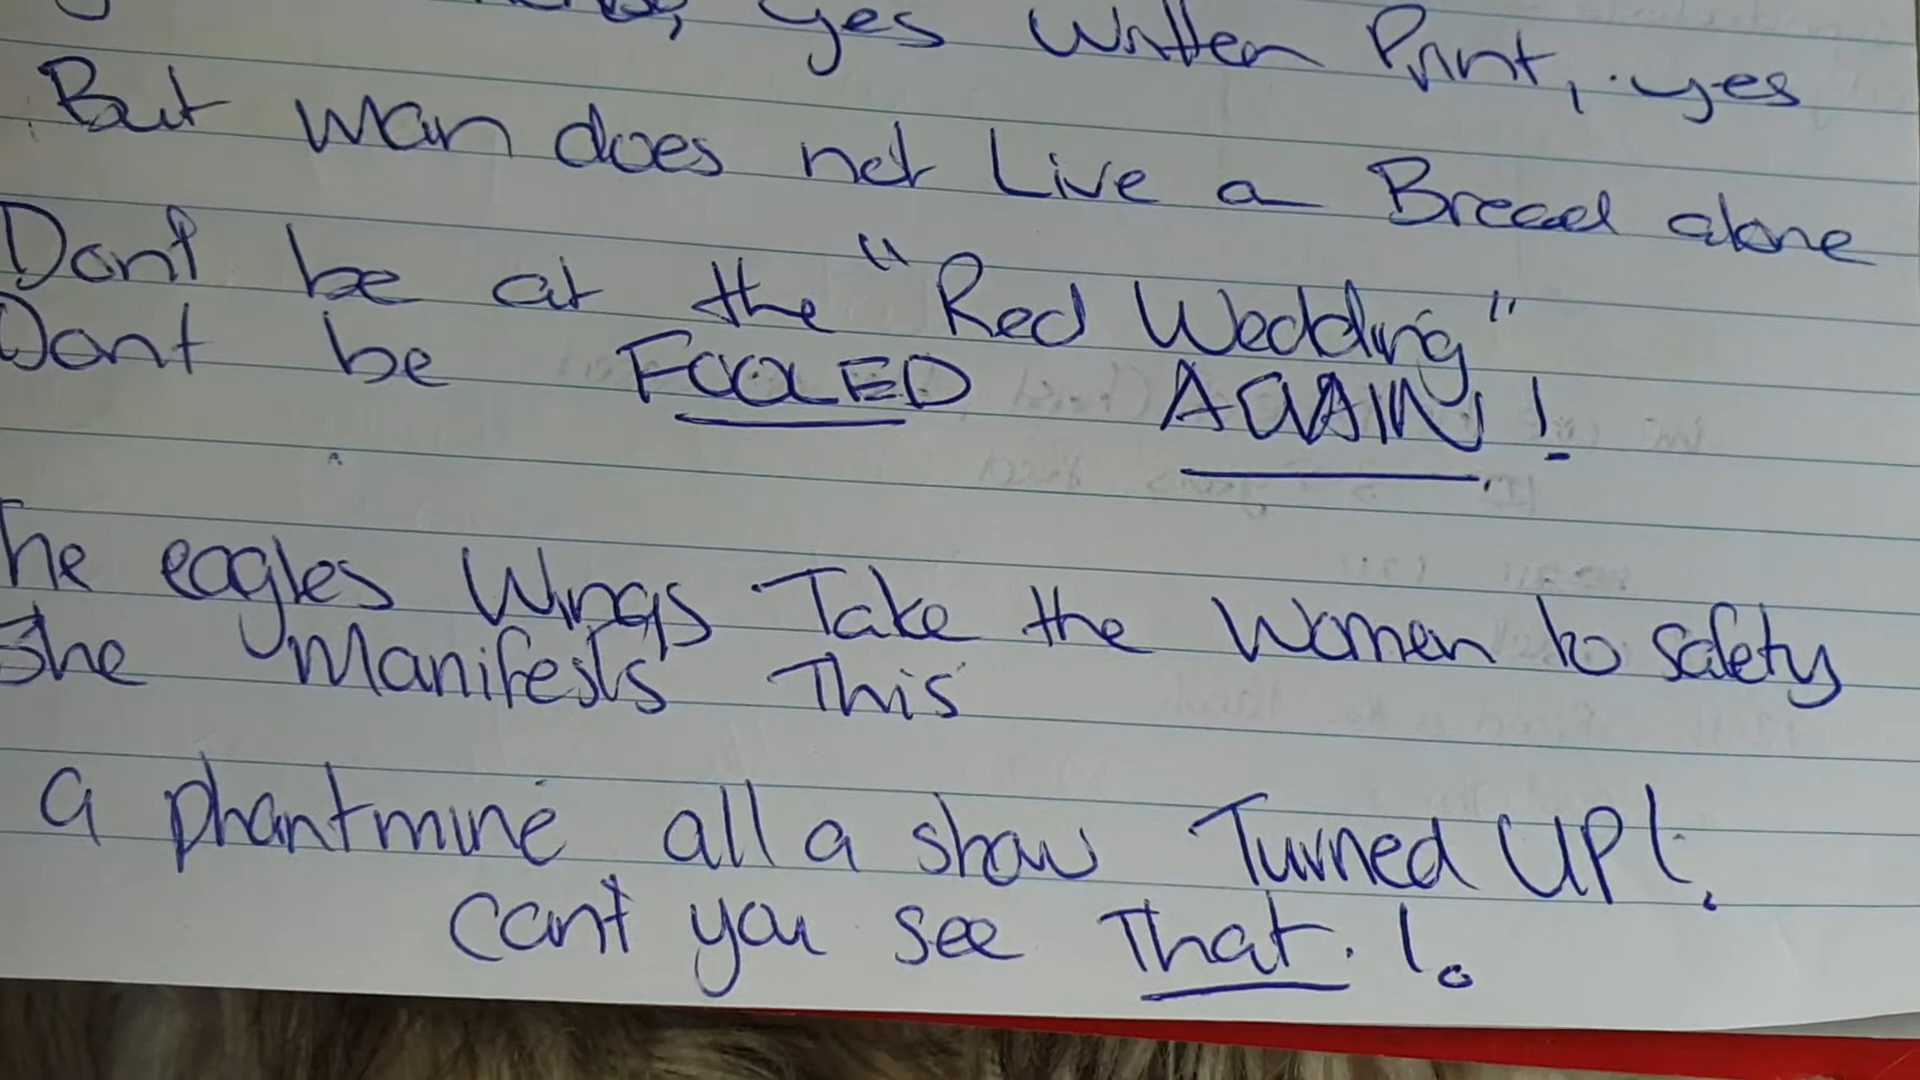 yes Written Print, yes
But man does not Live a Bread alone
Don't be at the "Red Wedding"
Dont be FOOLED AGAIN!
The eagles Wings Take the Women to safety
She Manifests This
a phantmine all a show Turned UP!
can't you see That. !